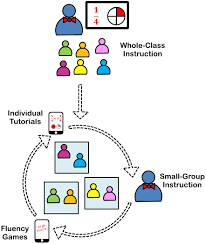 1
4
Whole-Class
Instruction
Individual
Tutorials
Small-Group
Instruction
Fluency
Games